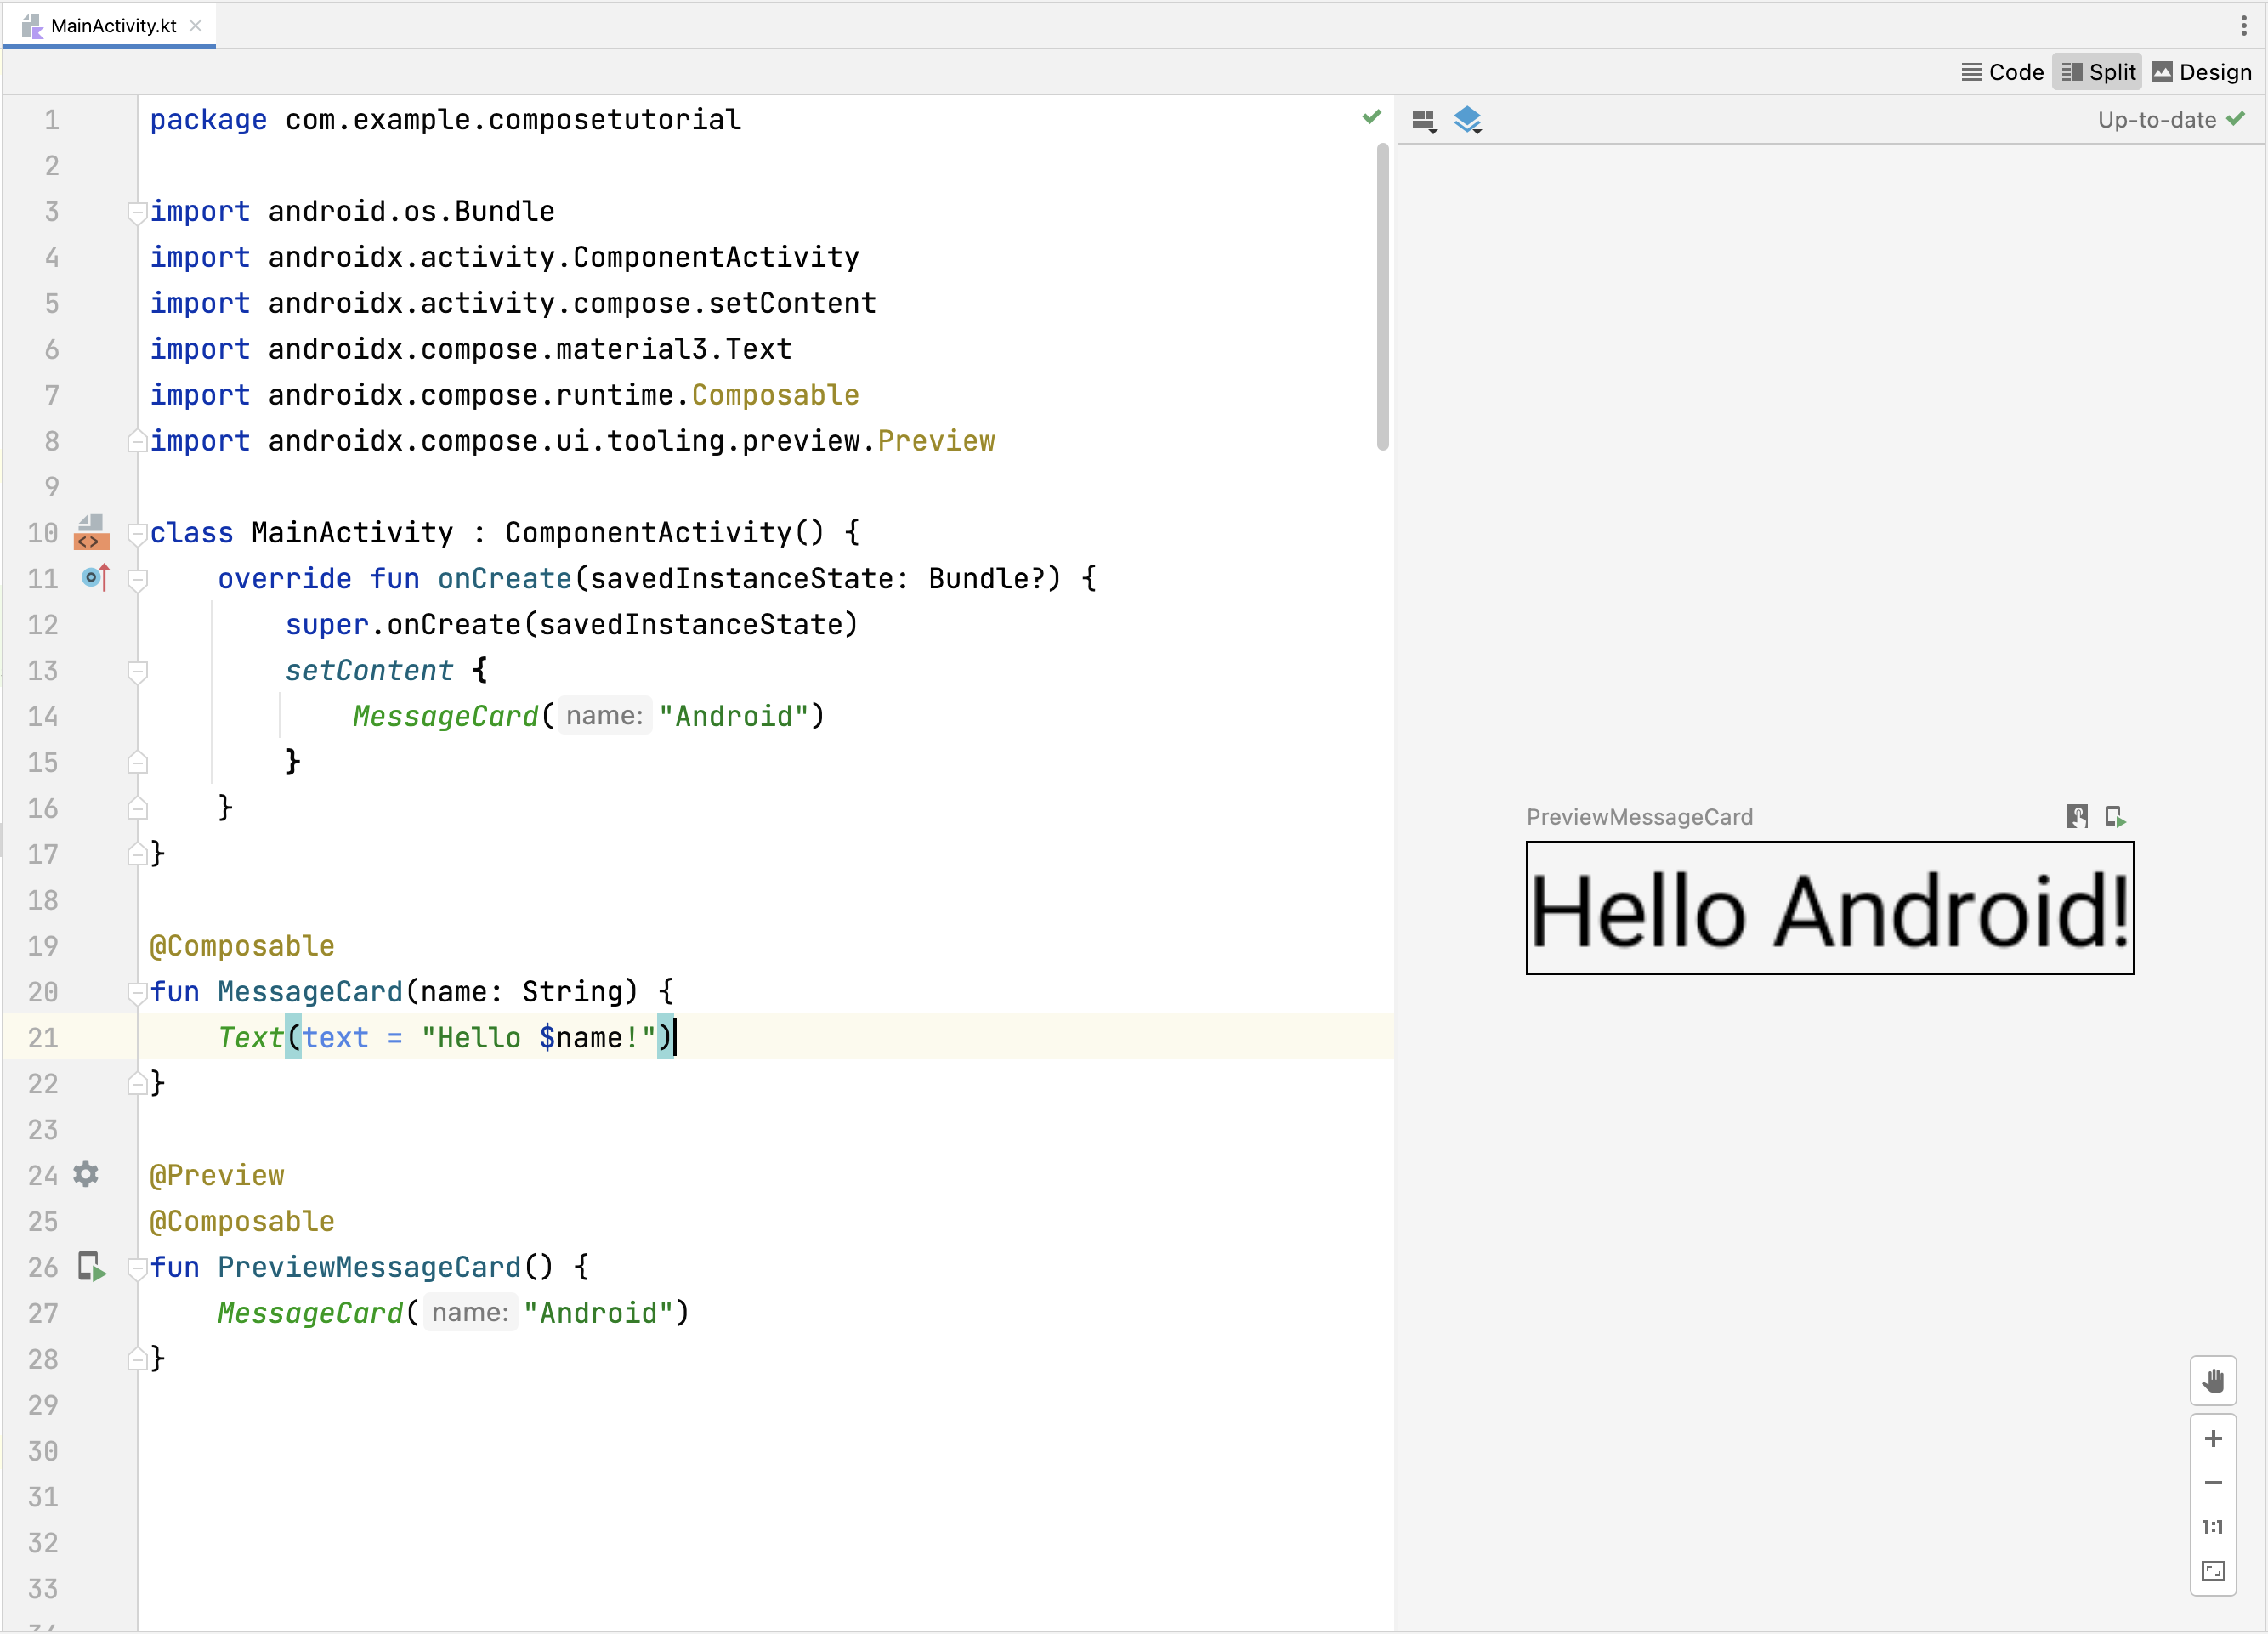 MainActivity.kt
Code Split Design
Up-to-date
1 package com.example.composetutorial
2
3 import android.os.Bundle
4 import androidx.activity.ComponentActivity
5 import androidx.activity.compose.setContent
6 import androidx.compose.material3.Text
7 import androidx.compose.runtime.Composable
8 import androidx.compose.ui.tooling.preview.Preview
9
10 class MainActivity : ComponentActivity() {
11 override fun onCreate(savedInstanceState: Bundle?) {
12 super.onCreate(savedInstanceState)
13 setContent {
14 MessageCard( name: "Android")
15 }
16 }
17 }
18
19 @Composable
20 fun MessageCard(name: String) {
21 Text(text = "Hello $name!")
22 }
23
24 @Preview
25 @Composable
26 fun PreviewMessageCard() {
27 MessageCard( name: "Android")
28 }
29
30
31
32
33
PreviewMessageCard
Hello Android!
1:1